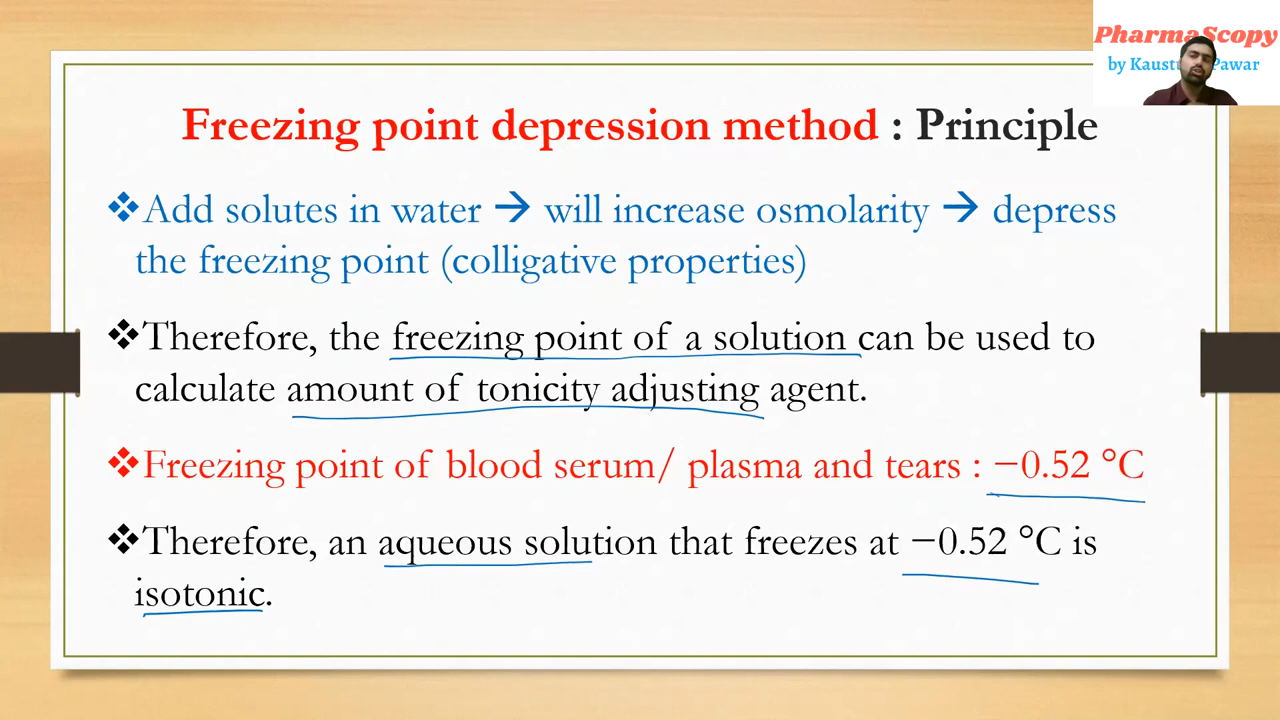 PharmaScopy
by Kaust Pawar
Freezing point depression method : Principle
❖Add solutes in water → will increase osmolarity → depress
the freezing point (colligative properties)
❖Therefore, the freezing point of a solution can be used to
calculate amount of tonicity adjusting agent.
❖Freezing point of blood serum/ plasma and tears : −0.52 °C
❖Therefore, an aqueous solution that freezes at −0.52 °C is
isotonic.